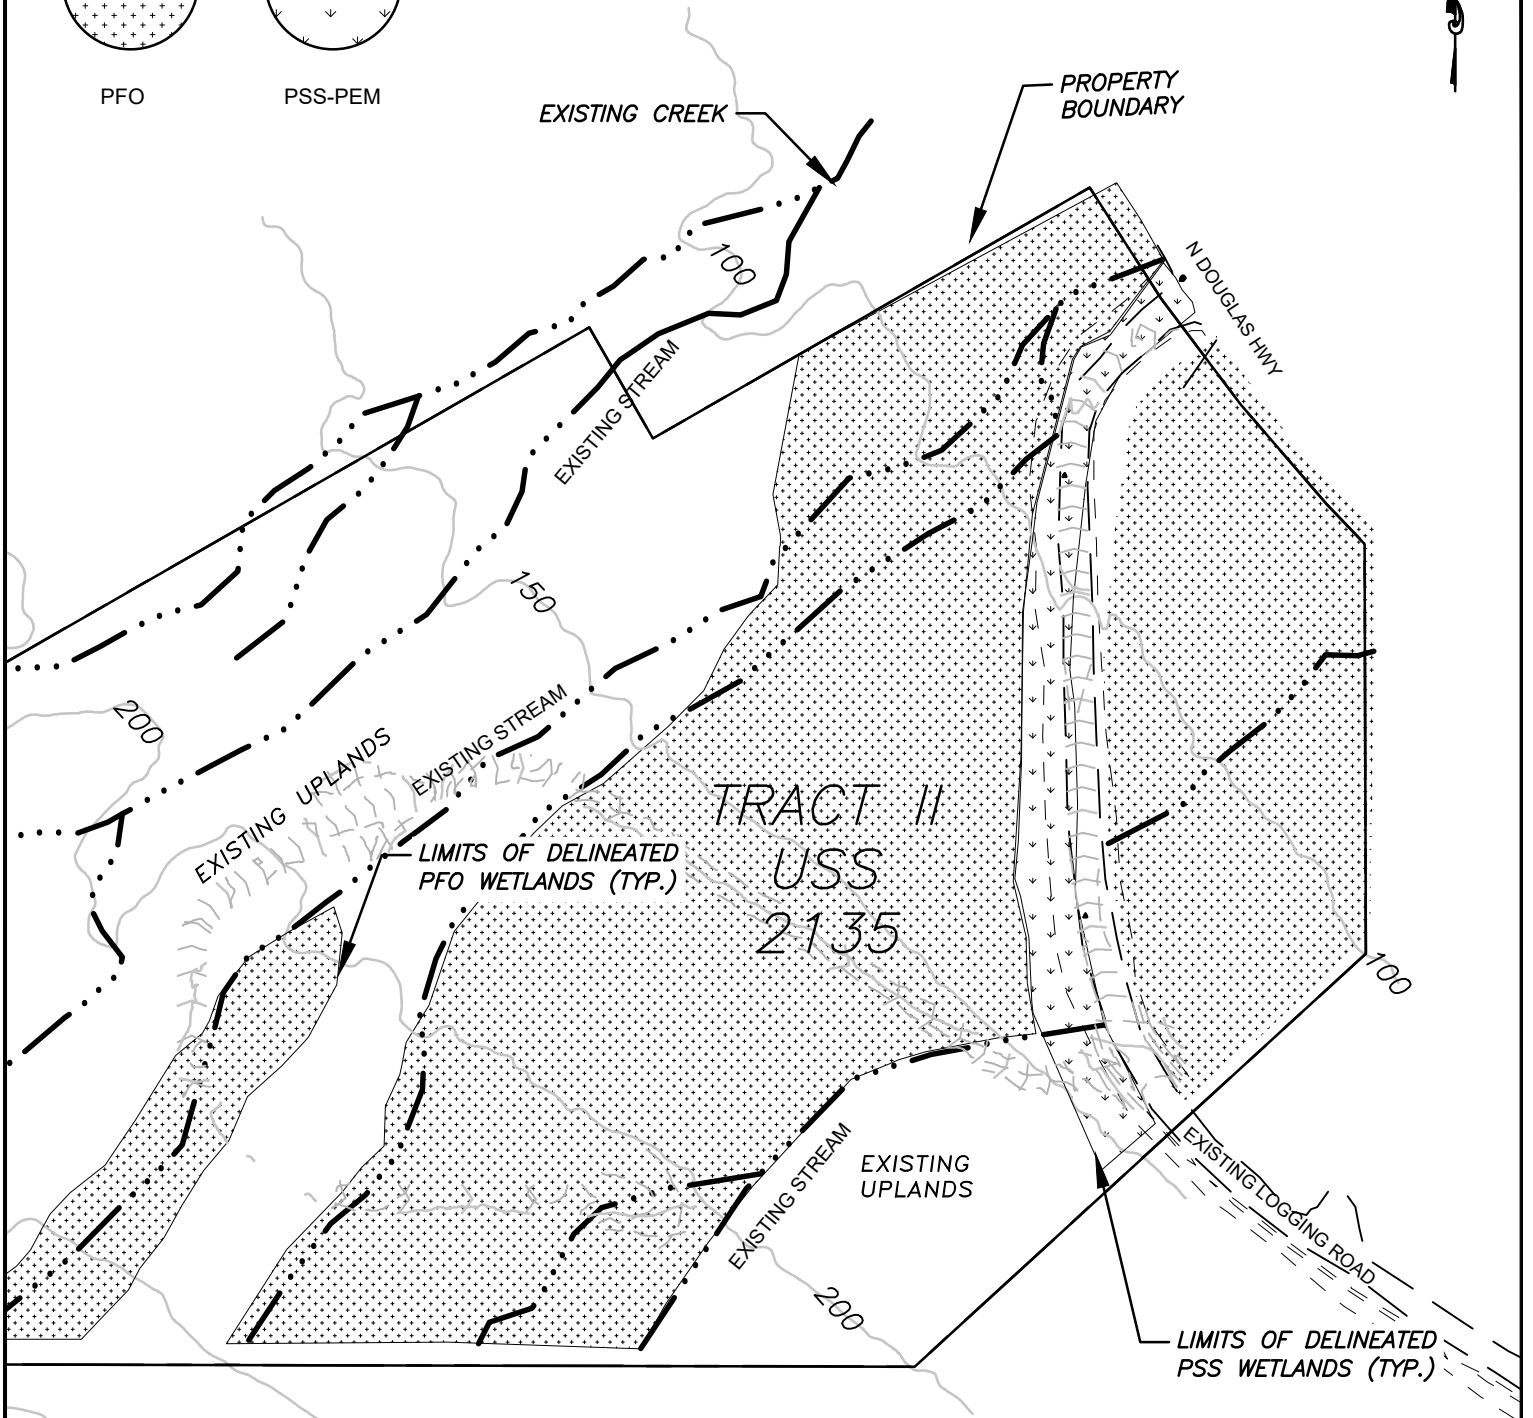 PFO
PSS-PEM
EXISTING CREEK
PROPERTY
BOUNDARY
100
N DOUGLAS HWY
EXISTING STREAM
150
200
EXISTING STREAM
EXISTING UPLANDS
TRACT II
USS
2135
LIMITS OF DELINEATED
PFO WETLANDS (TYP.)
100
EXISTING STREAM
EXISTING
UPLANDS
EXISTING LOGGING ROAD
200
LIMITS OF DELINEATED
PSS WETLANDS (TYP.)